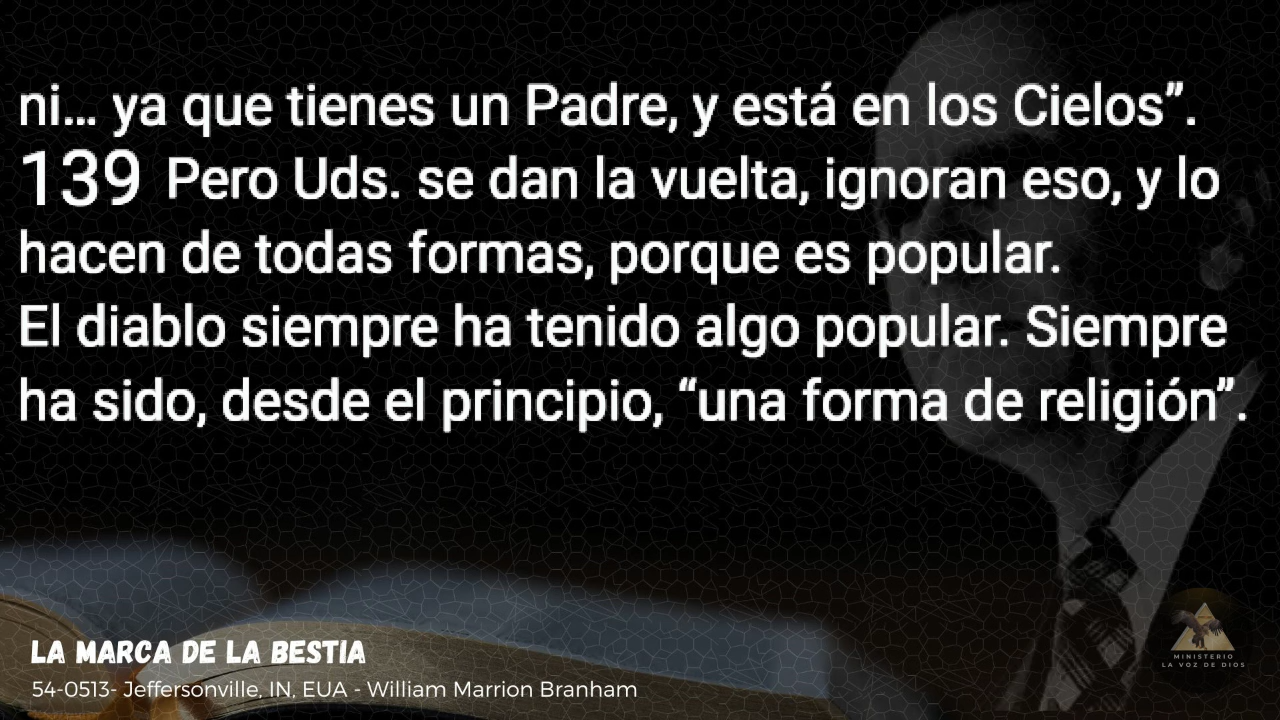 ni... ya que tienes un Padre, y está en los Cielos”.
139 Pero Uds. se dan la vuelta, ignoran eso, y lo
hacen de todas formas, porque es popular.
El diablo siempre ha tenido algo popular. Siempre
ha sido, desde el principio, “una forma de religión”.
LA MARCA DE LA BESTIA
54-0513- Jeffersonville, IN, EUA - William Marrion Branham
MINISTERIO
LA VOZ DE DIOS